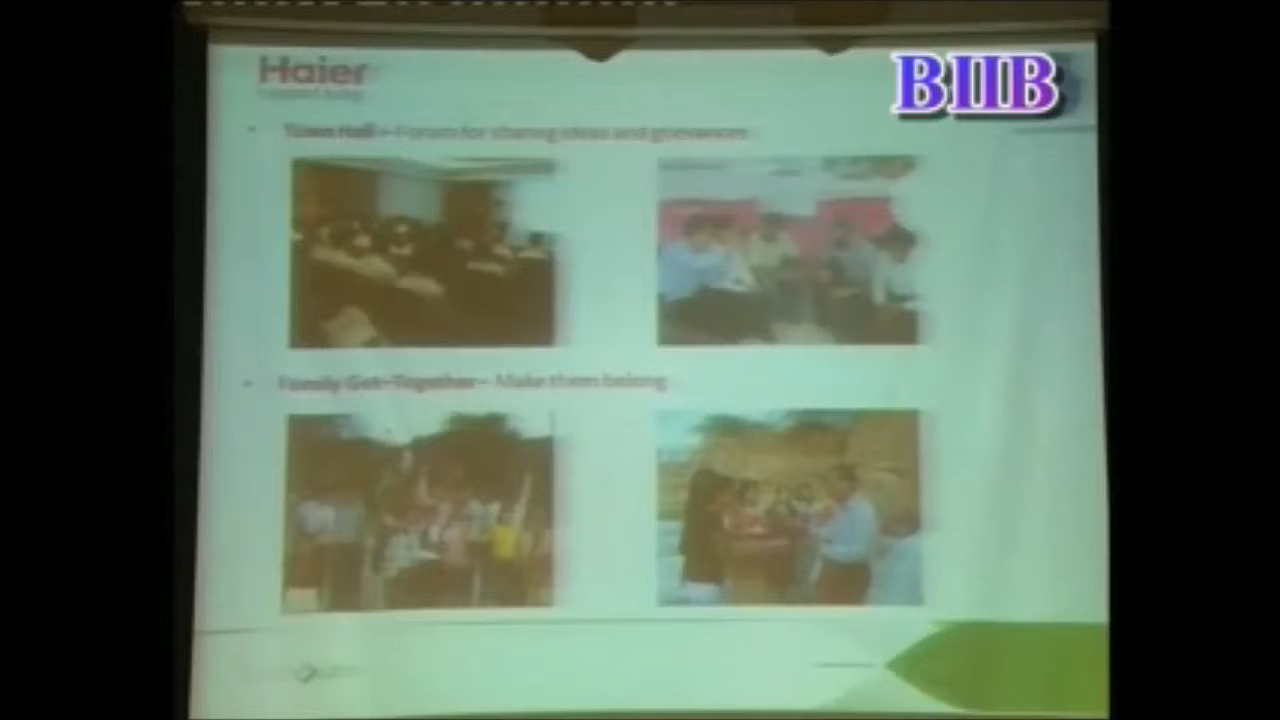 Haier
BIIB
Town Hall – Forum for sharing ideas and grievances
Family Get-Together – Make them belong